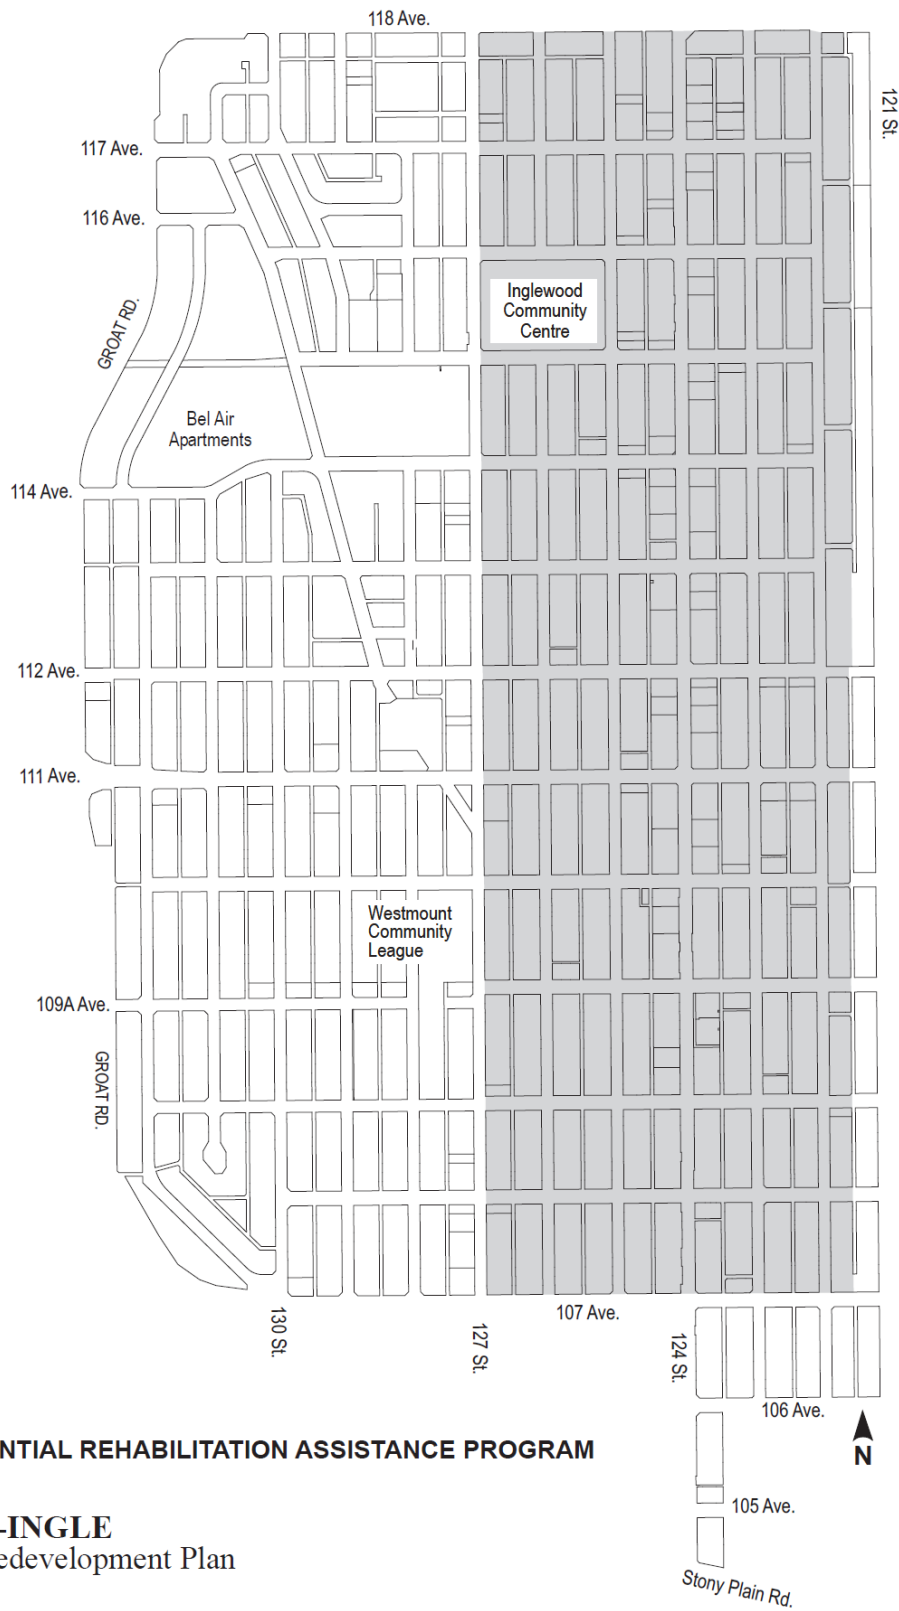 118 Ave.
121 St.
117 Ave.
116 Ave.
Inglewood
Community
Centre
GROAT RD.
Bel Air
Apartments
114 Ave.
112 Ave.
111 Ave.
Westmount
Community
League
109A Ave.
GROAT RD.
107 Ave.
130 St.
127 St.
124 St.
106 Ave.
N
NTIAL REHABILITATION ASSISTANCE PROGRAM
105 Ave.
-INGLE
edevelopment Plan
Stony Plain Rd.